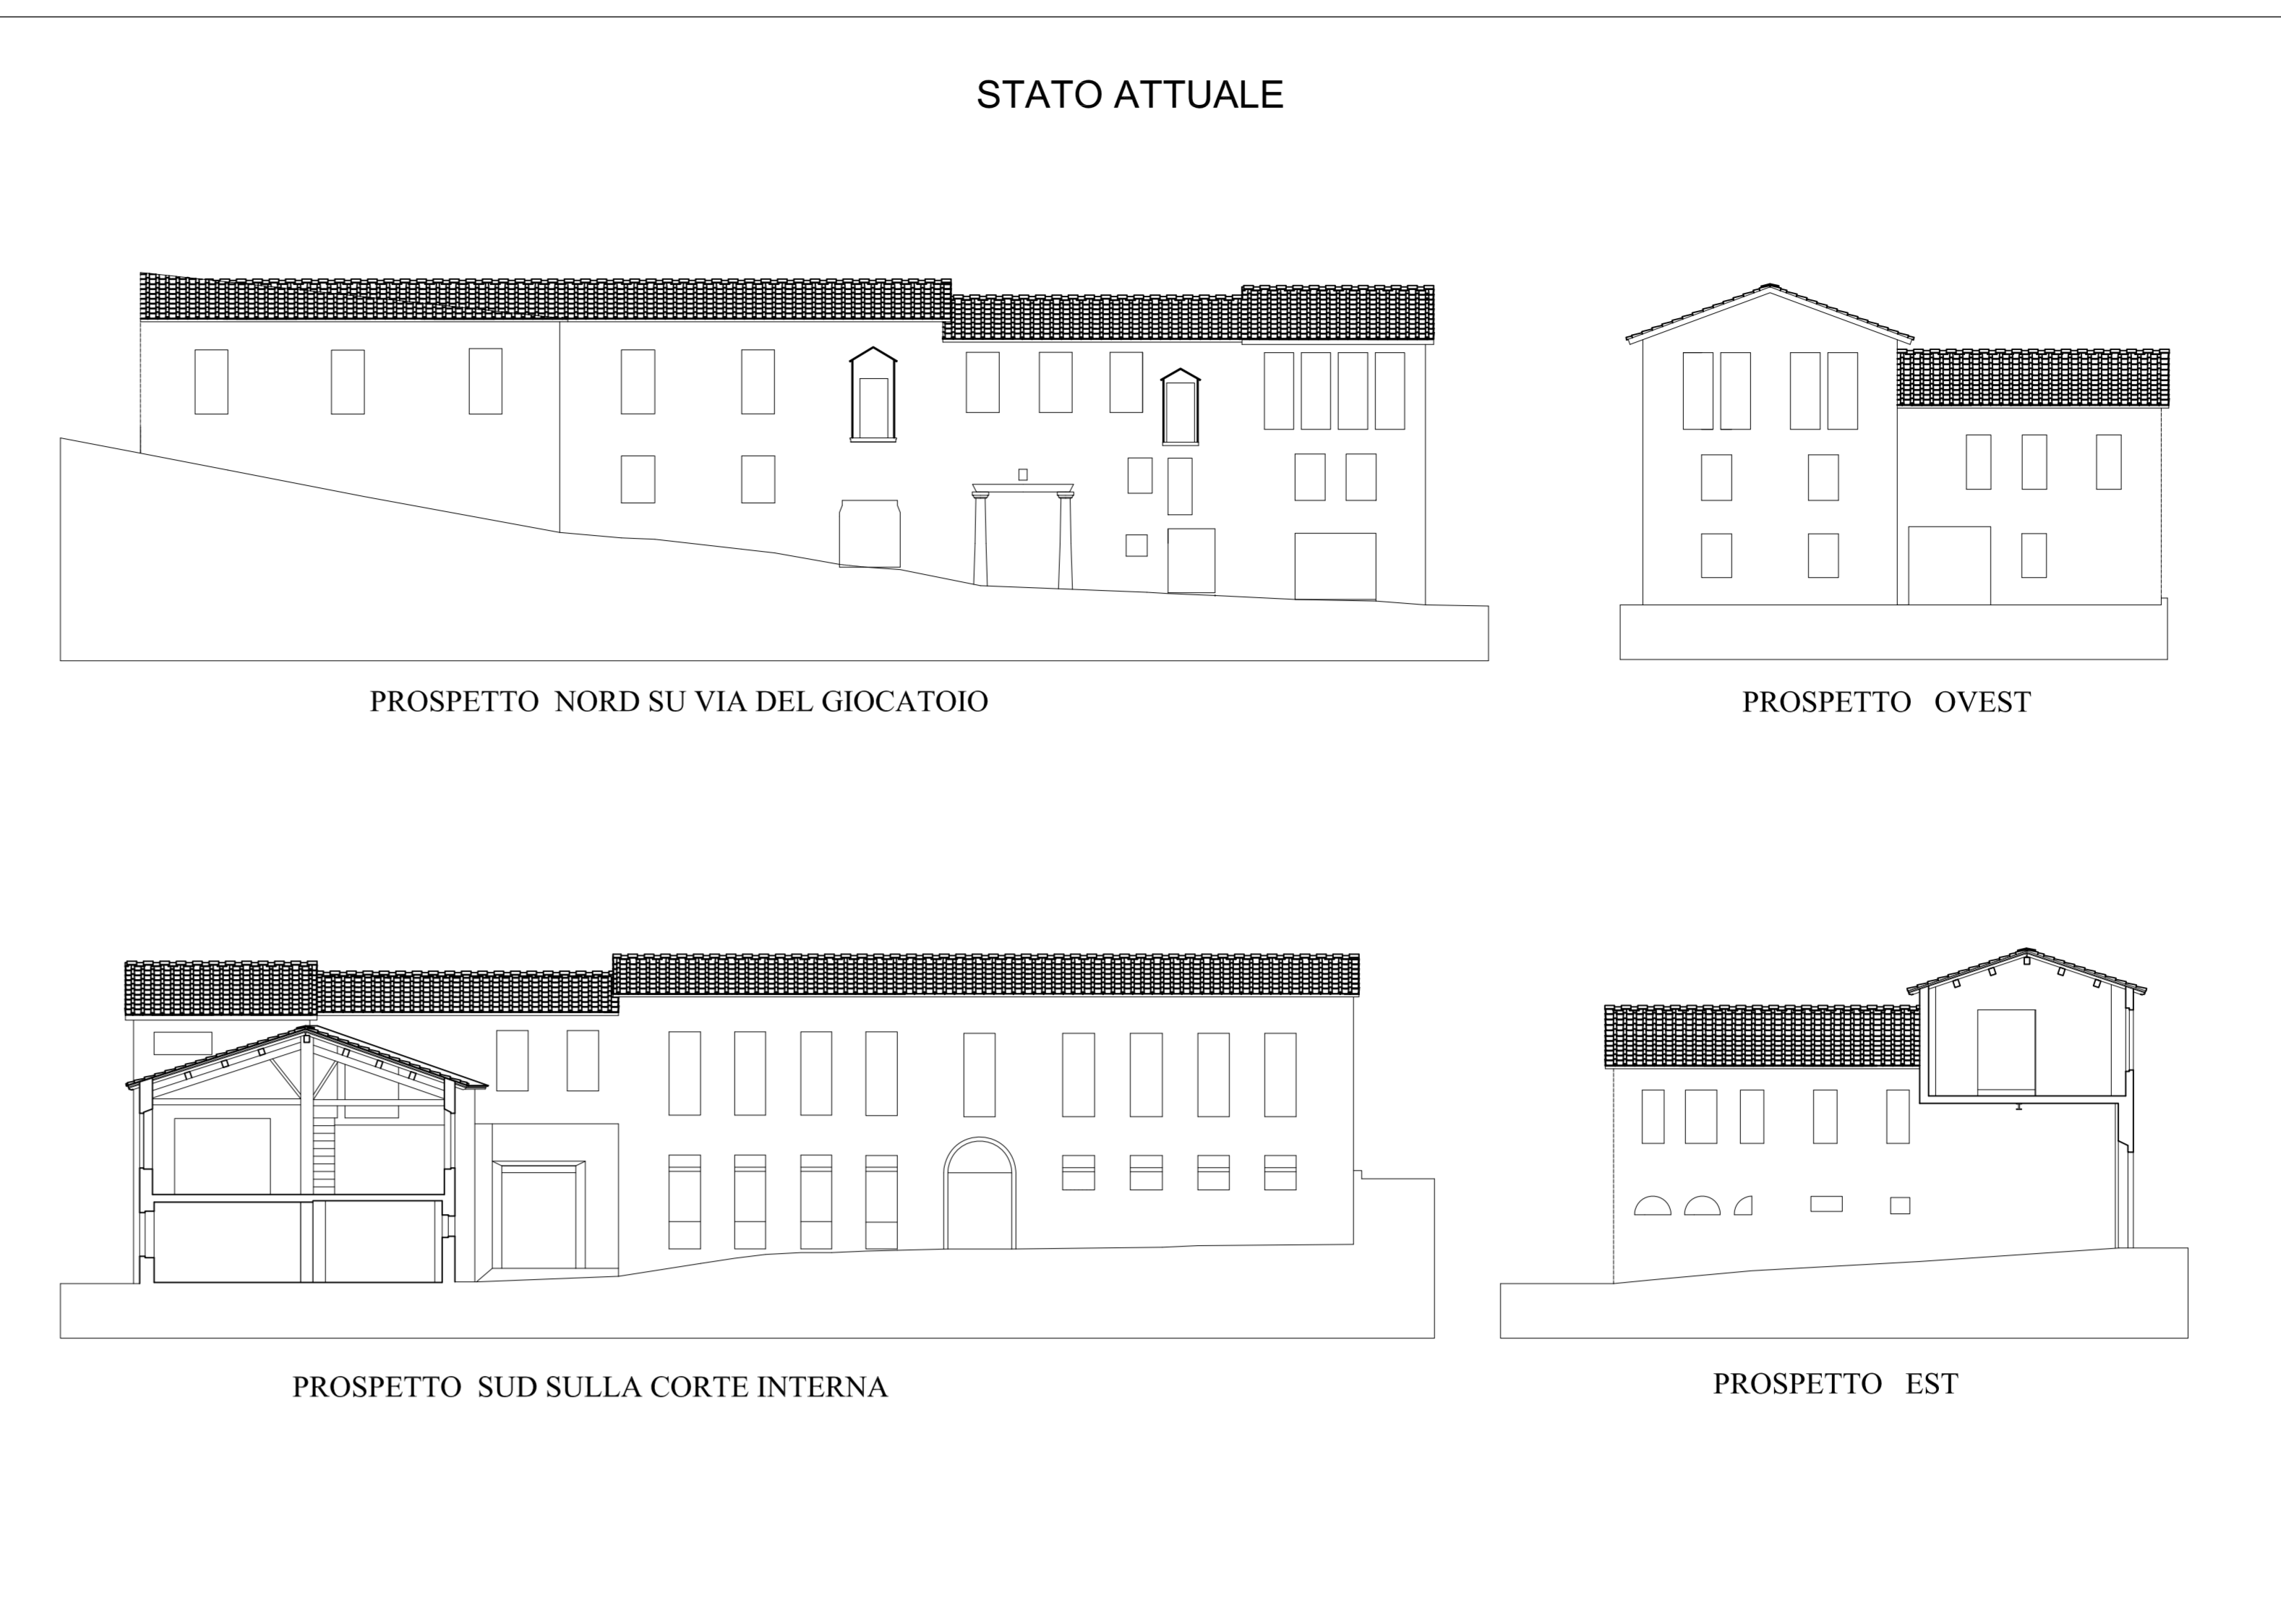 STATO ATTUALE
PROSPETTO NORD SU VIA DEL GIOCATOIO
PROSPETTO OVEST
PROSPETTO SUD SULLA CORTE INTERNA
PROSPETTO EST